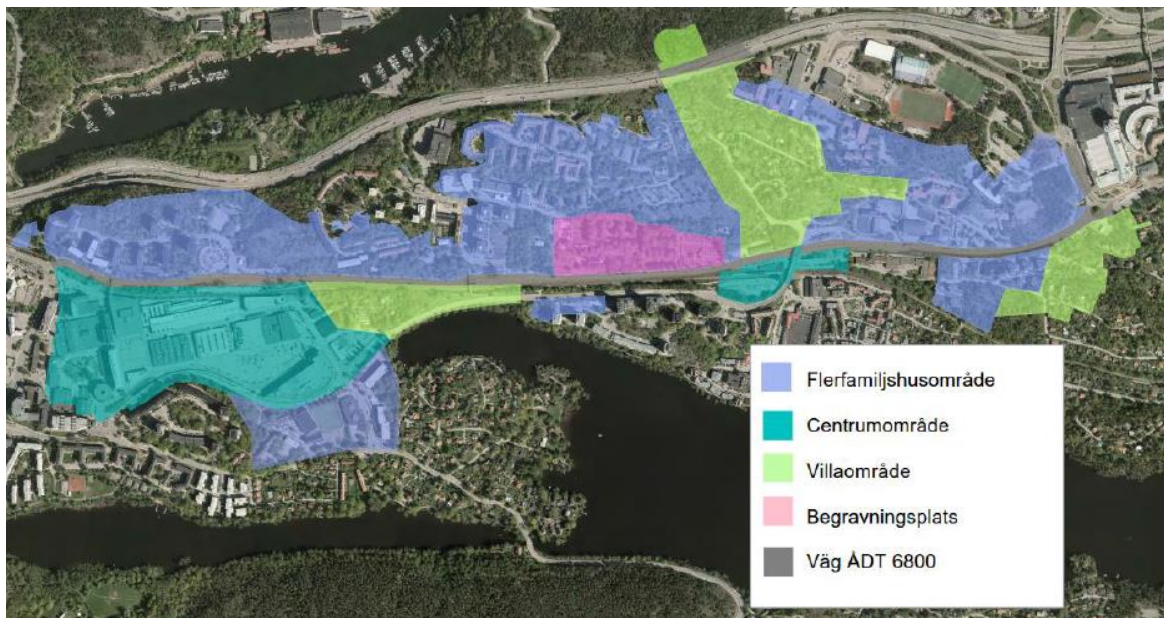 Flerfamiljshusområde
Centrumområde
Villaområde
Begravningsplats
Väg ÅDT 6800